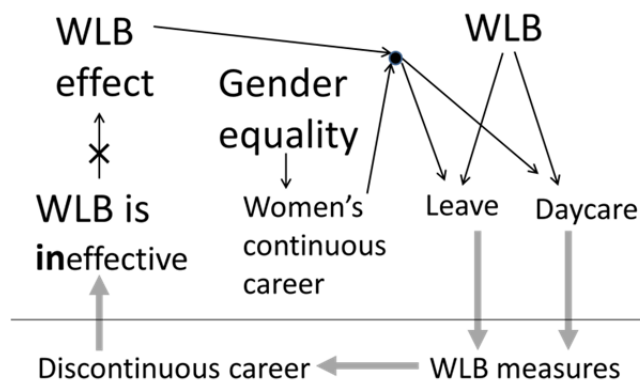 WLB
effect
WLB
Gender
equality
WLB is
ineffective
Women’s
continuous
career
Leave
Daycare
Discontinuous career
WLB measures